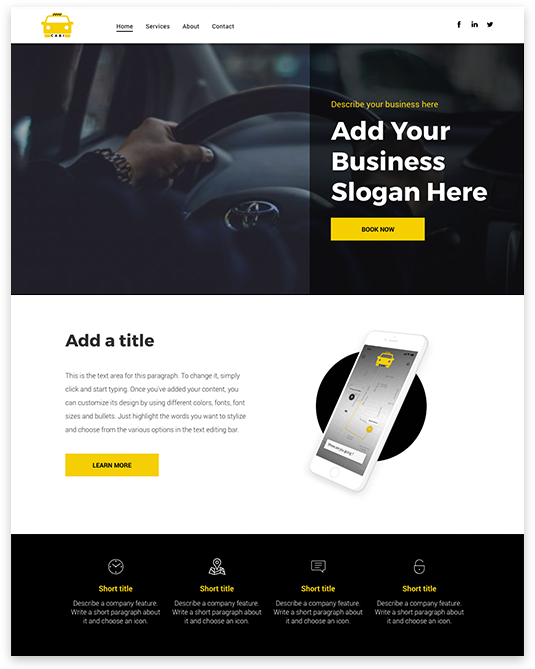 CABI
Home Services About Contact
Describe your business here
Add Your
Business
Slogan Here
BOOK NOW
Add a title
This is the text area for this paragraph. To change it, simply
click and start typing. Once you've added your content, you
can customize its design by using different colors, fonts, font
sizes and bullets. Just highlight the words you want to stylize
and choose from the various options in the text editing bar.
LEARN MORE
Short title Short title Short title Short title
Describe a company feature. Describe a company feature. Describe a company feature. Describe a company feature.
Write a short paragraph about Write a short paragraph about Write a short paragraph about Write a short paragraph about
it and choose an icon. it and choose an icon. it and choose an icon. it and choose an icon.